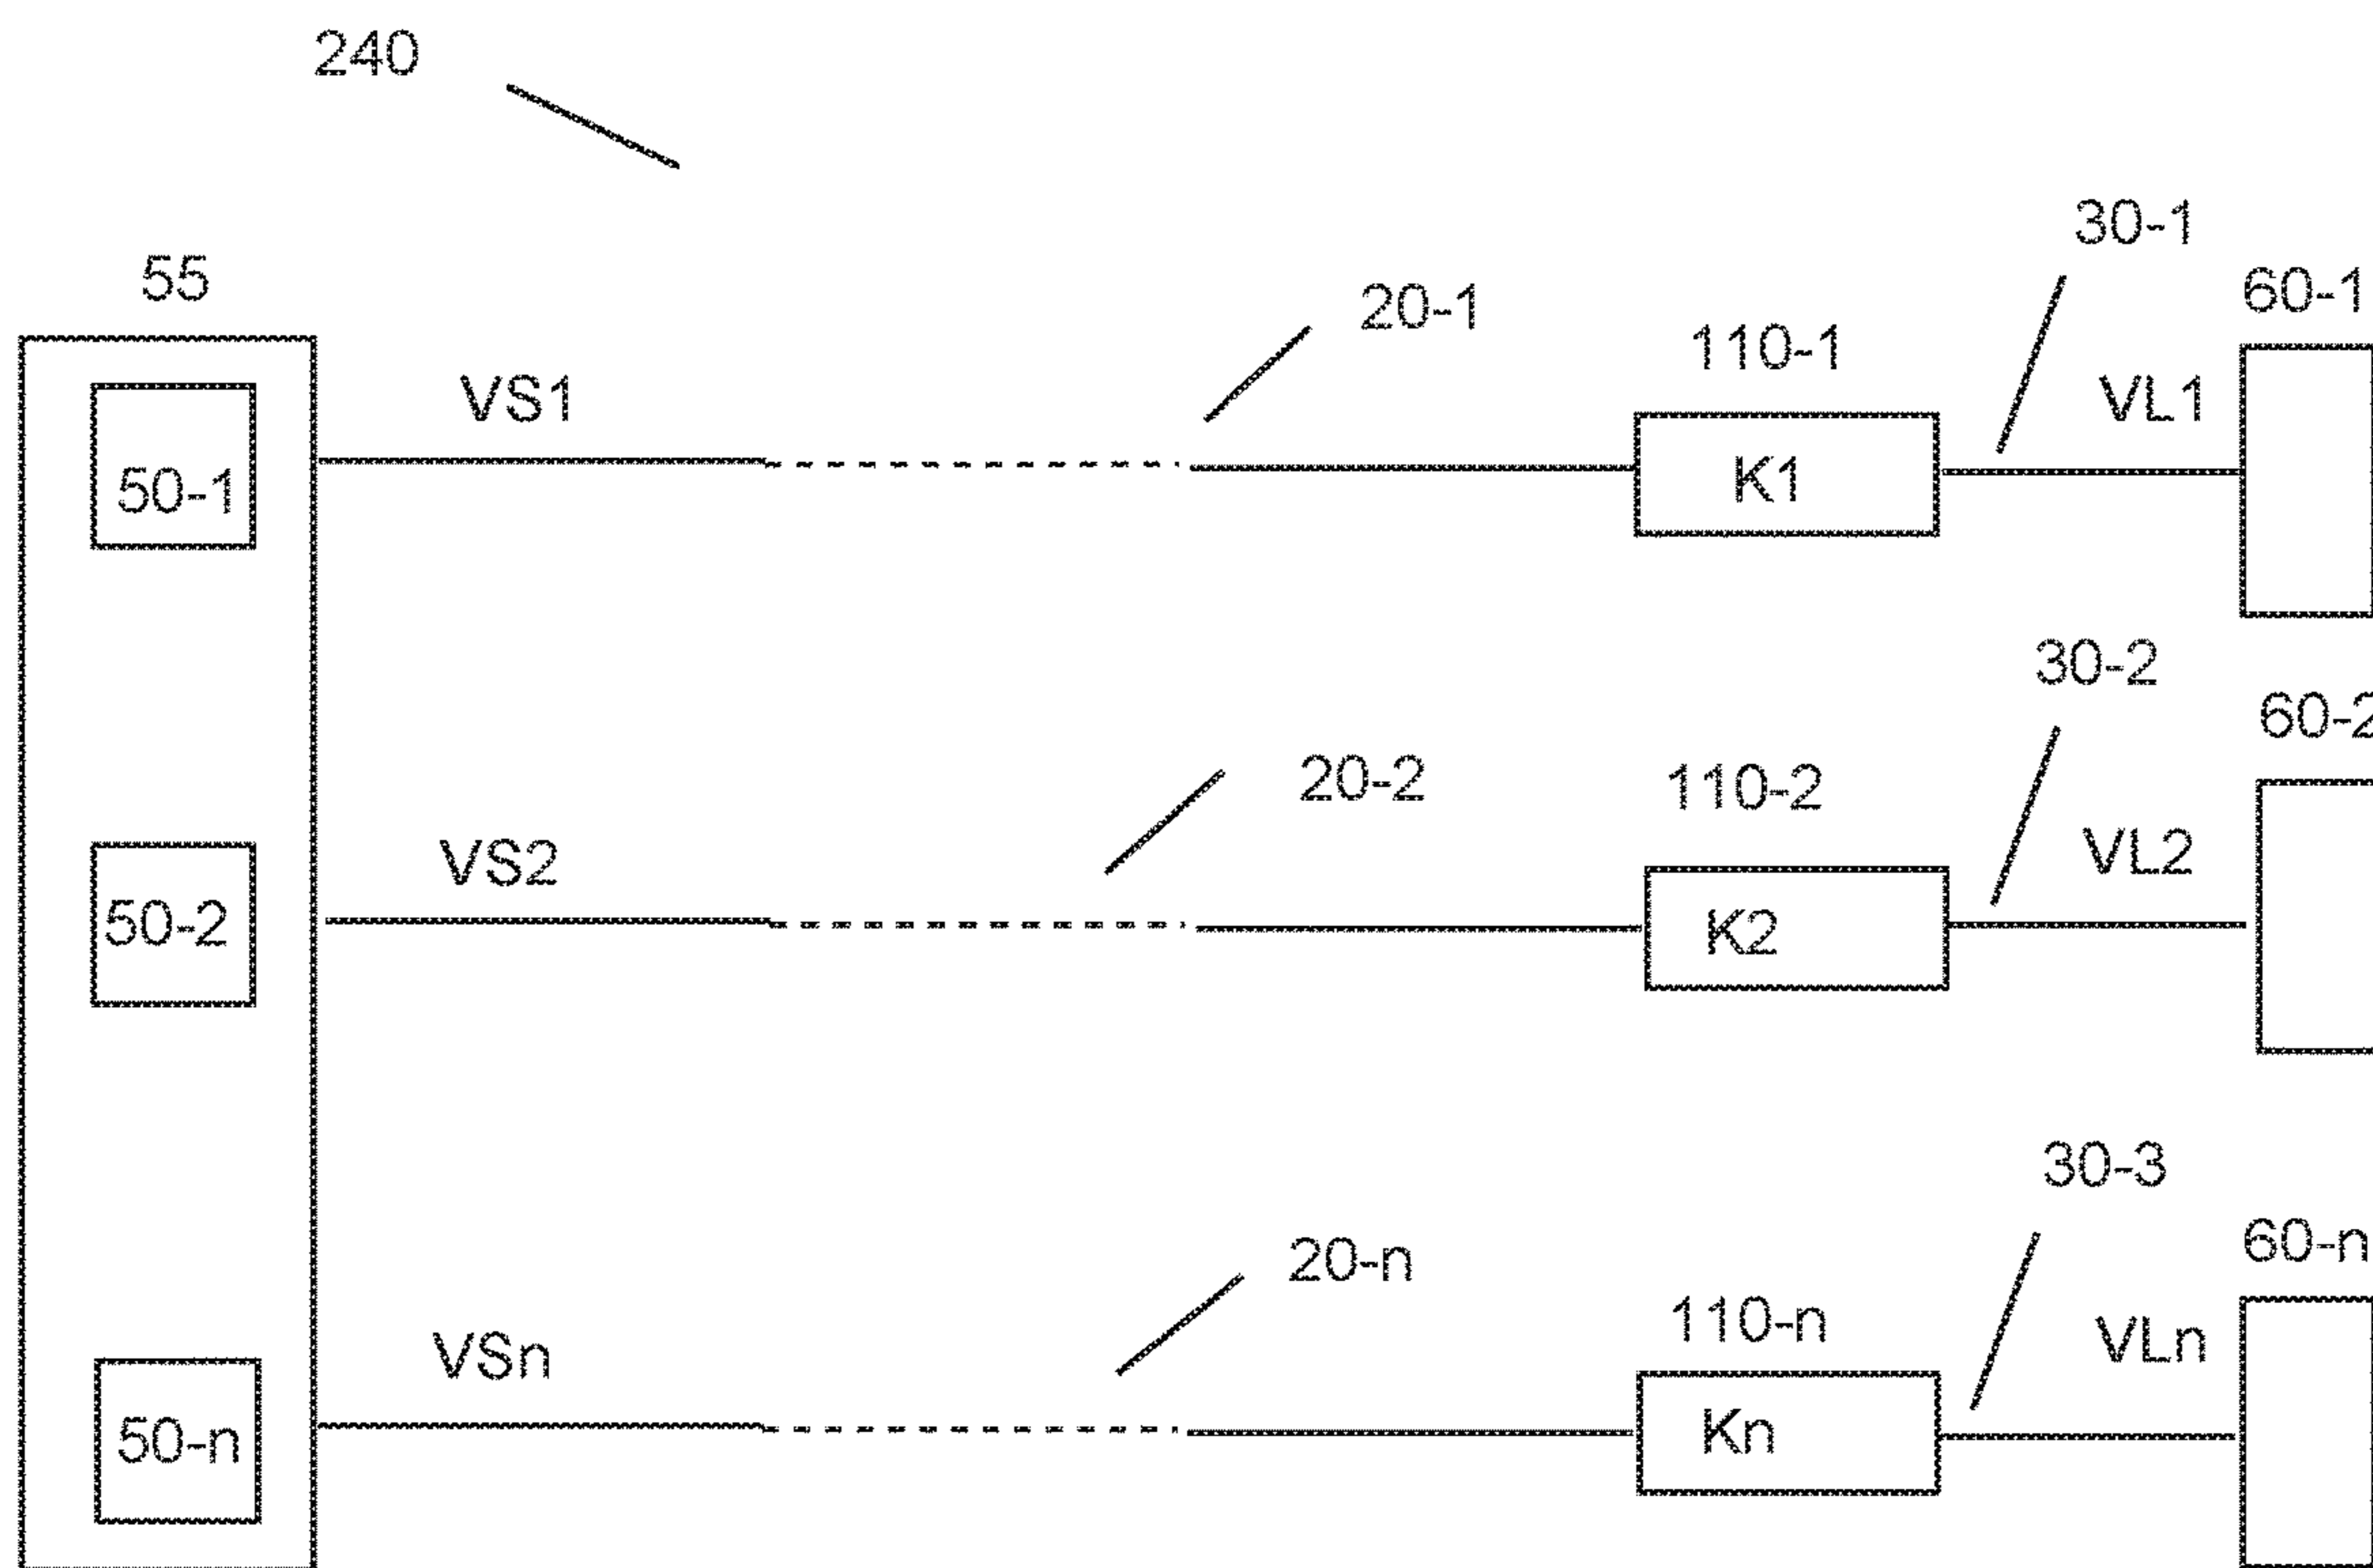 240
30-1
55
60-1
20-1
110-1
VS1
VL1
50-1
K1
30-2
60-2
20-2
110-2
VS2
VL2
50-2
K2
30-3
60-n
20-n
110-n
VSn
VLn
50-n
Kn